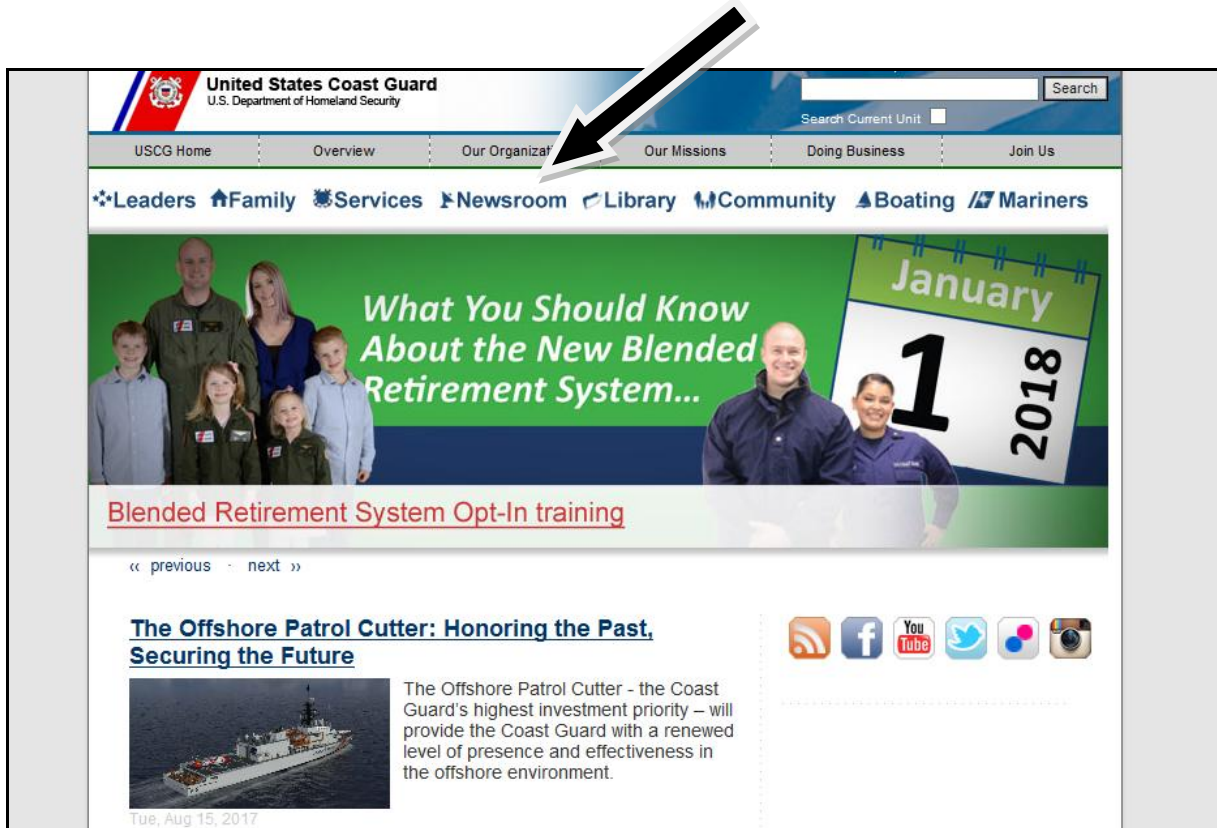 United States Coast Guard
U.S. Department of Homeland Security
Search
Search Current Unit
USCG Home Overview Our Missions Doing Business Join Us
Leaders Family Services Newsroom Library Community Boating Mariners
What You Should Know
About the New Blended
Retirement System...
January
1
2018
Blended Retirement System Opt-In training
‹‹ previous · next ››
The Offshore Patrol Cutter: Honoring the Past,
Securing the Future
You
Tube
The Offshore Patrol Cutter - the Coast
Guard's highest investment priority – will
provide the Coast Guard with a renewed
level of presence and effectiveness in
the offshore environment.
Tue, Aug 15, 2017